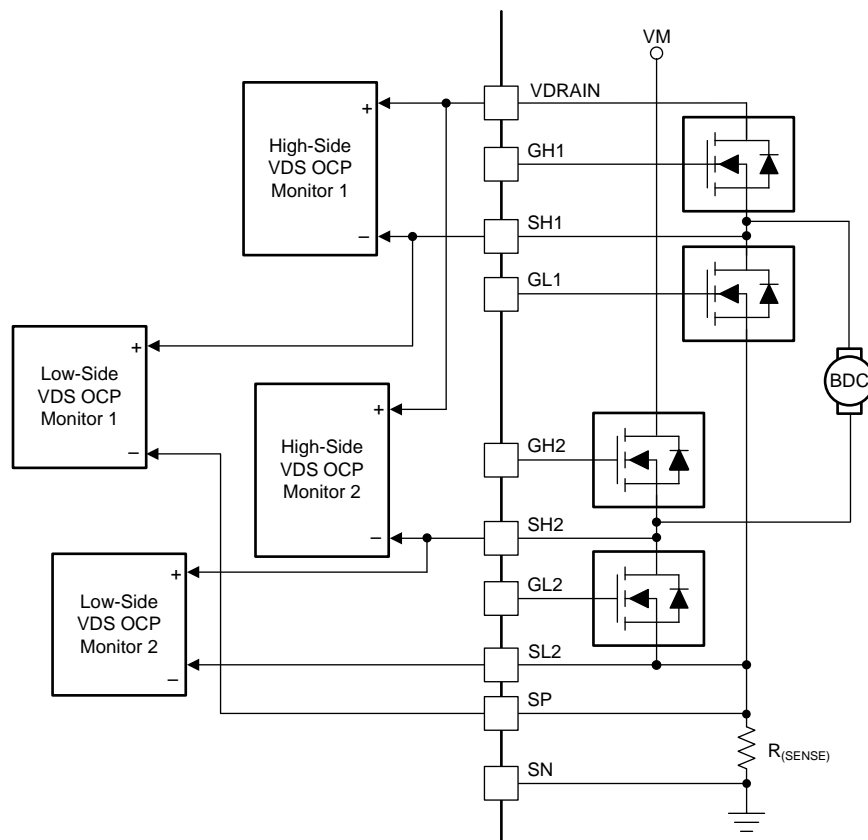 VM
VDRAIN
+
High-Side
VDS OCP
Monitor 1
−
GH1
SH1
GL1
+
Low-Side
VDS OCP
Monitor 1
−
BDC
+
High-Side
VDS OCP
Monitor 2
−
GH2
SH2
+
Low-Side
VDS OCP
Monitor 2
−
GL2
SL2
SP
R(SENSE)
SN